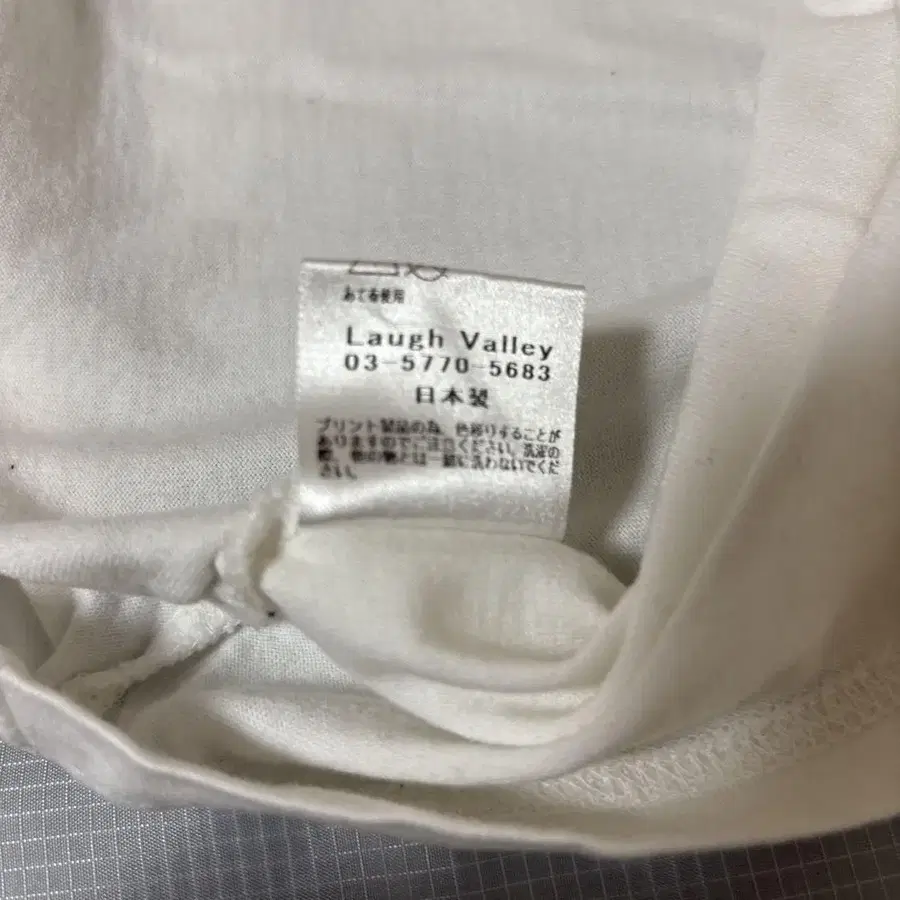 あて布使用
Laugh Valley
03-5770-5683
日本製
プリント製品の為、色移りすることが
ありますのでご注意ください。洗濯の
際、他の物とは一緒に洗わないでくだ
さい。